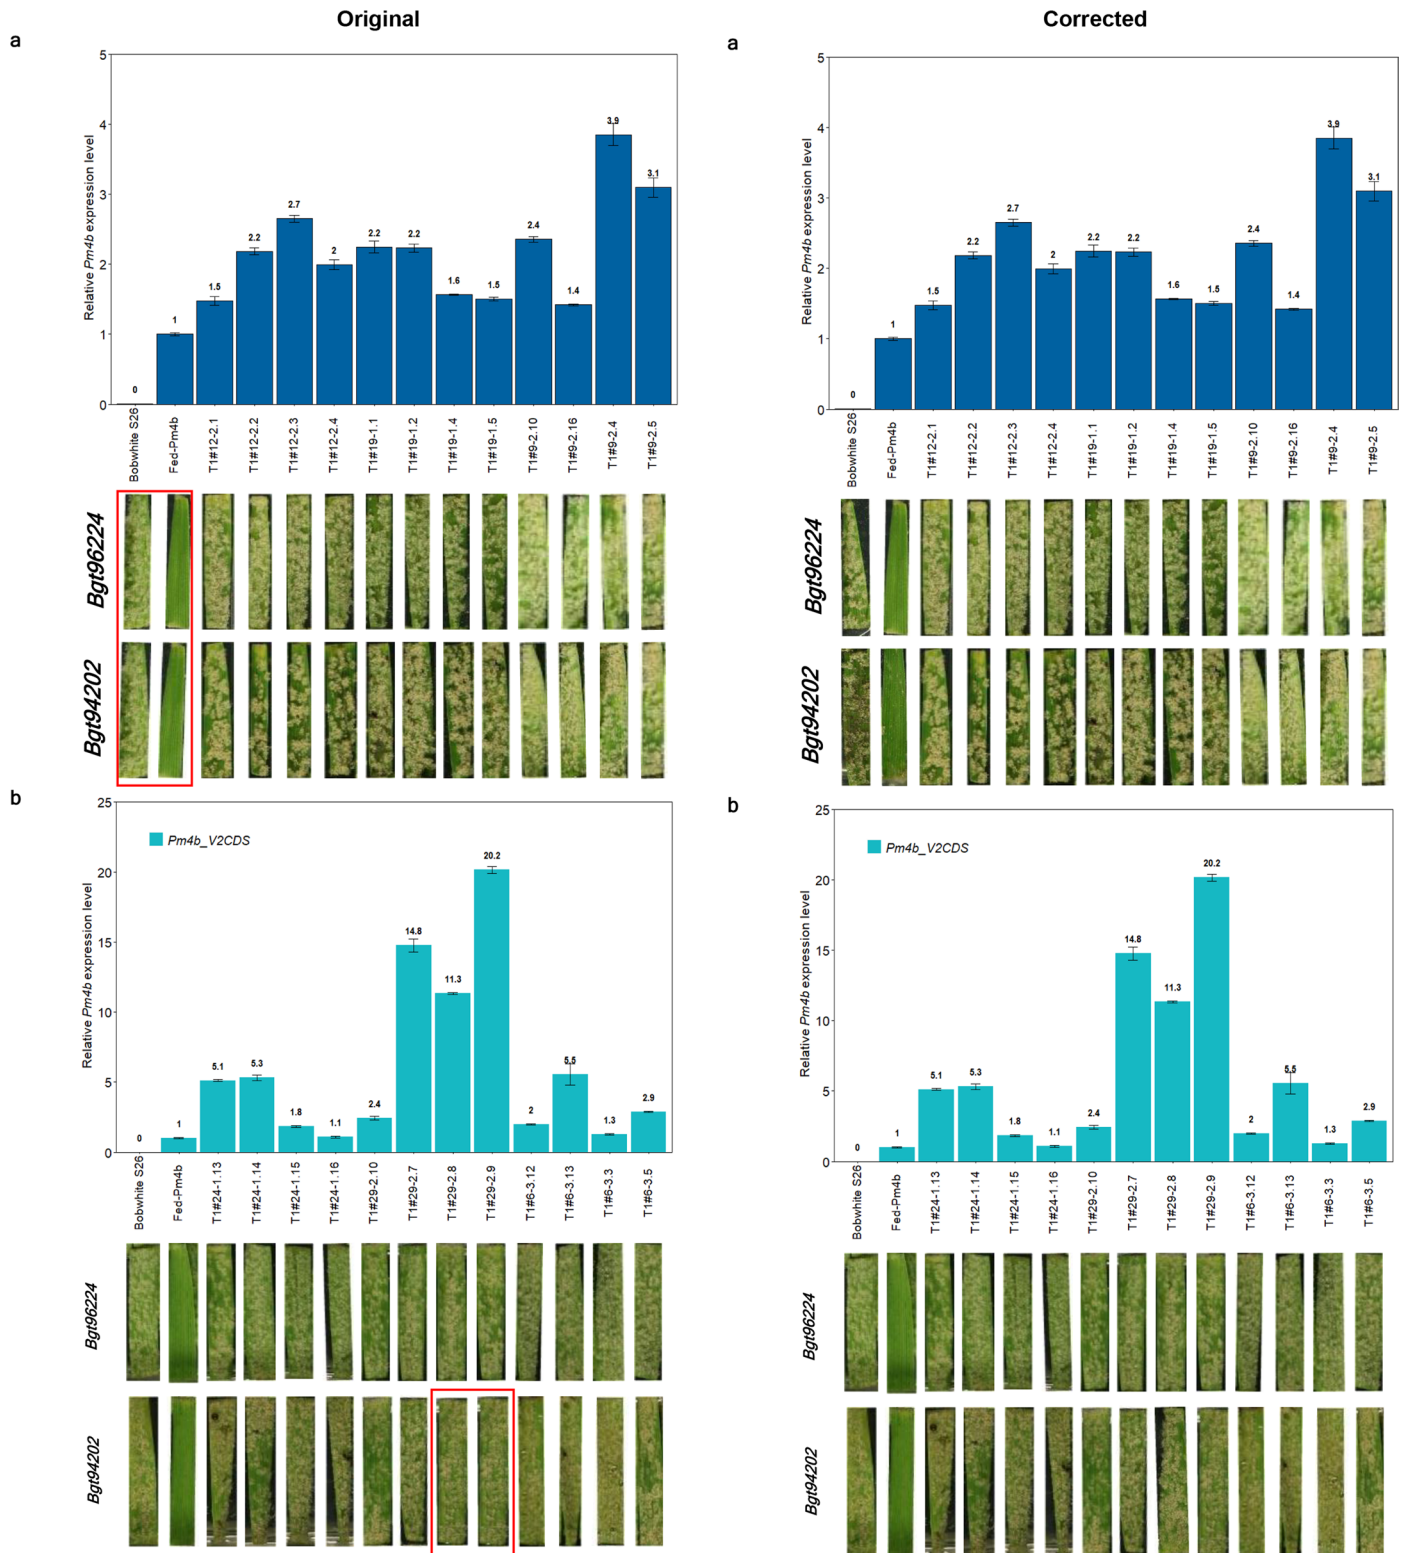 Original
a
Relative Pm4b expression level
5
4
3
2
1
0
0
1
1.5
2.2
2.7
2
2.2
2.2
1.6
1.5
2.4
1.4
3.9
3.1
Bobwhite S26
Fed-Pm4b
T1#12-2.1
T1#12-2.2
T1#12-2.3
T1#12-2.4
T1#19-1.1
T1#19-1.2
T1#19-1.4
T1#19-1.5
T1#9-2.10
T1#9-2.16
T1#9-2.4
T1#9-2.5
Bgt96224
Bgt94202
b
Relative Pm4b expression level
25
20
15
10
5
0
Pm4b_V2CDS
0
1
5.1
5.3
1.8
1.1
2.4
14.8
11.3
20.2
2
5.5
1.3
2.9
Bobwhite S26
Fed-Pm4b
T1#24-1.13
T1#24-1.14
T1#24-1.15
T1#24-1.16
T1#29-2.10
T1#29-2.7
T1#29-2.8
T1#29-2.9
T1#6-3.12
T1#6-3.13
T1#6-3.3
T1#6-3.5
Bgt96224
Bgt94202
Corrected
a
Relative Pm4b expression level
5
4
3
2
1
0
0
1
1.5
2.2
2.7
2
2.2
2.2
1.6
1.5
2.4
1.4
3.9
3.1
Bobwhite S26
Fed-Pm4b
T1#12-2.1
T1#12-2.2
T1#12-2.3
T1#12-2.4
T1#19-1.1
T1#19-1.2
T1#19-1.4
T1#19-1.5
T1#9-2.10
T1#9-2.16
T1#9-2.4
T1#9-2.5
Bgt96224
Bgt94202
b
Relative Pm4b expression level
25
20
15
10
5
0
Pm4b_V2CDS
0
1
5.1
5.3
1.8
1.1
2.4
14.8
11.3
20.2
2
5.5
1.3
2.9
Bobwhite S26
Fed-Pm4b
T1#24-1.13
T1#24-1.14
T1#24-1.15
T1#24-1.16
T1#29-2.10
T1#29-2.7
T1#29-2.8
T1#29-2.9
T1#6-3.12
T1#6-3.13
T1#6-3.3
T1#6-3.5
Bgt96224
Bgt94202